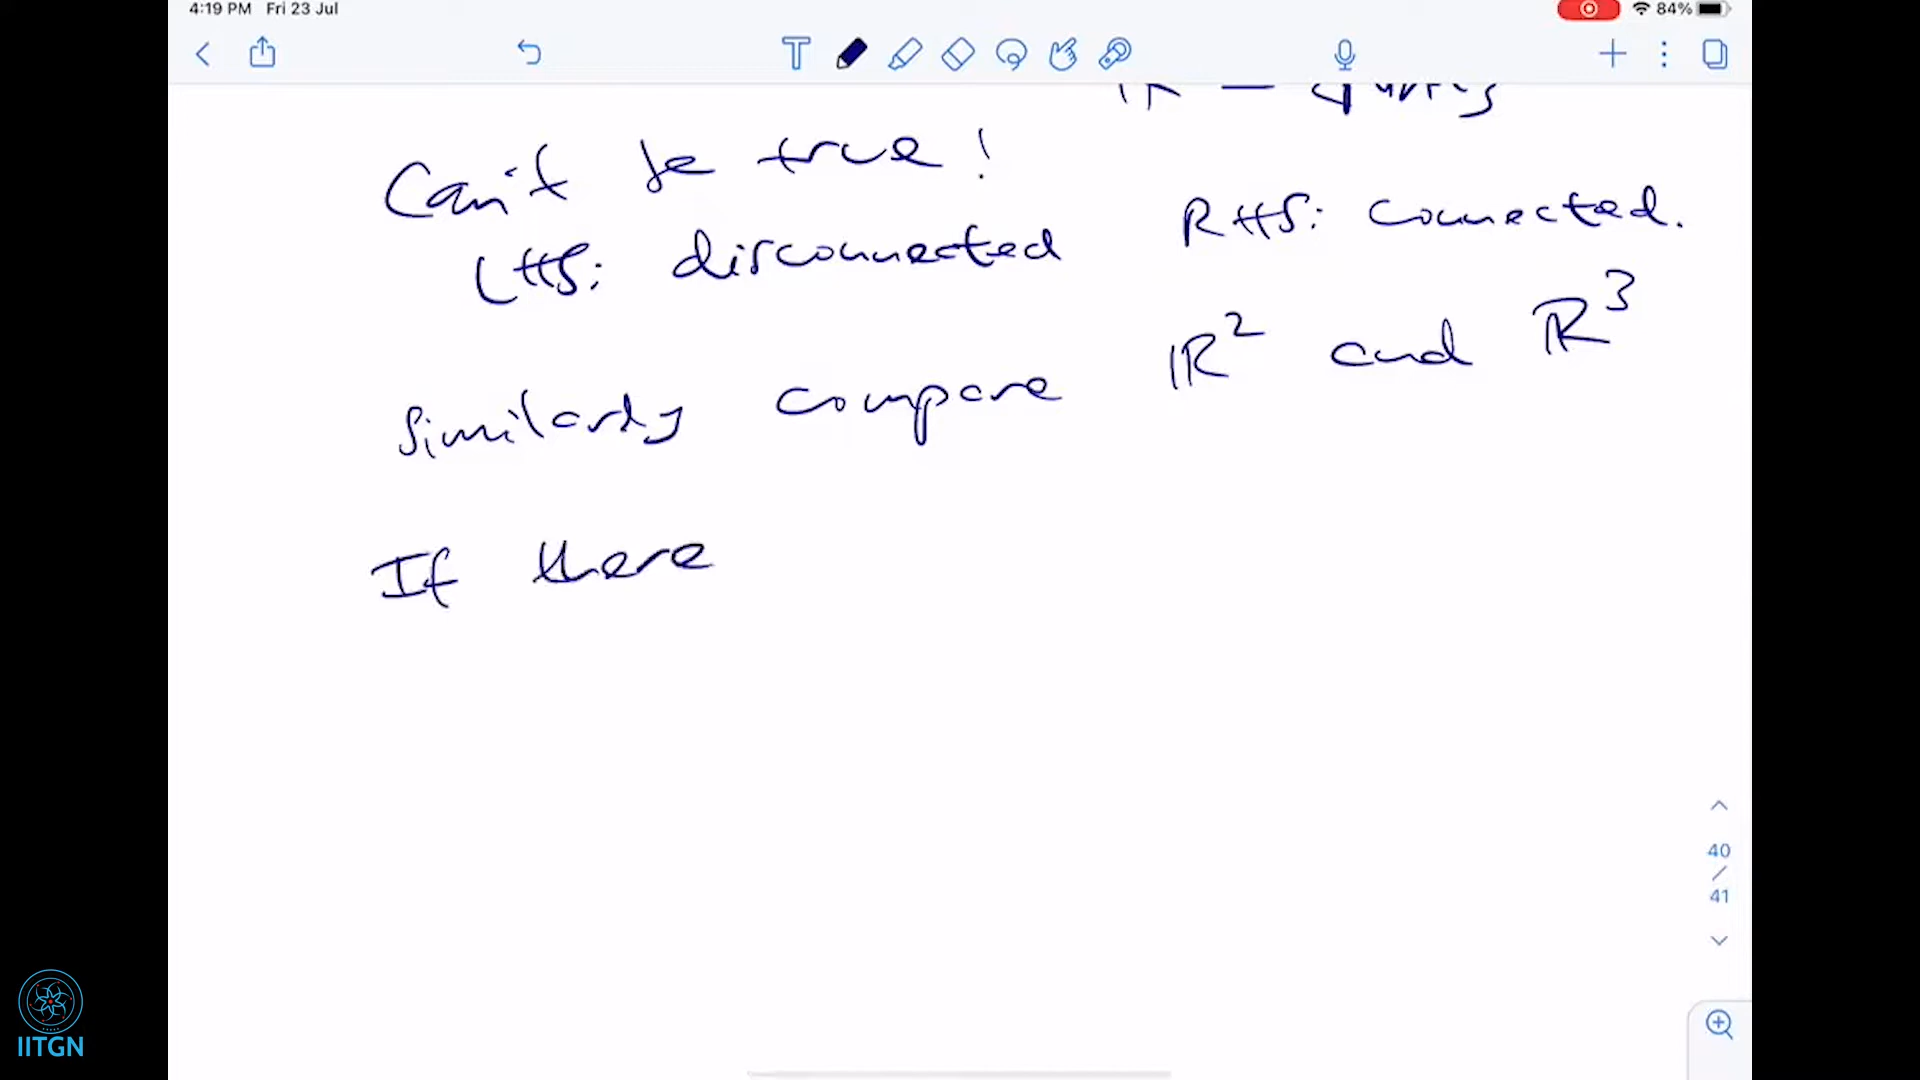 4:19 PM Fri 23 Jul
84%
Can't be true!
LHS: disconnected RHS: connected.
Similarly compare ℝ² and ℝ³
If there
40
/
41
IITGN